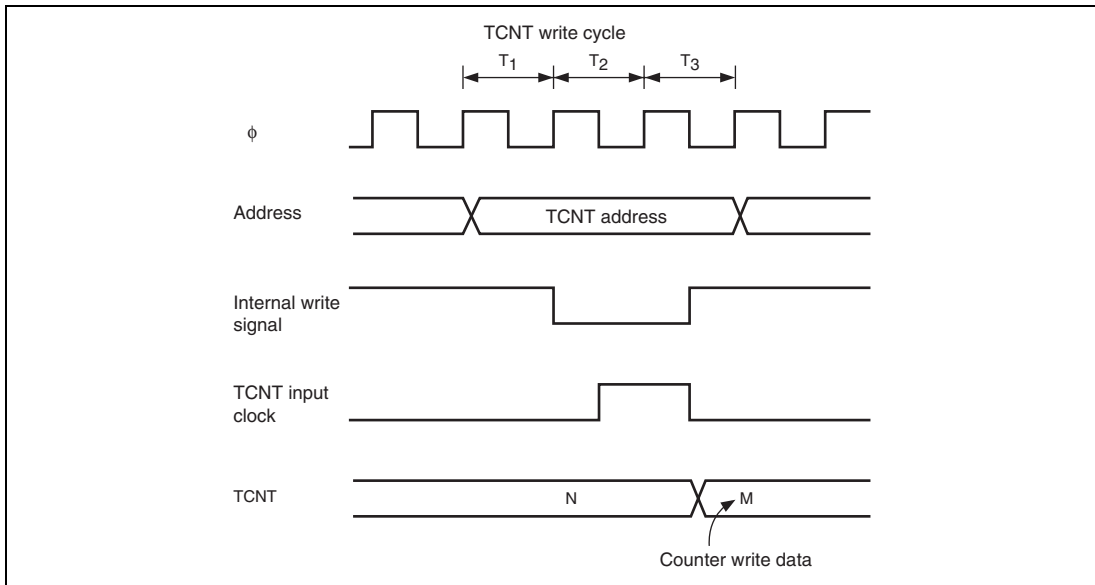 TCNT write cycle
T1 T2 T3
ϕ
Address
TCNT address
Internal write
signal
TCNT input
clock
TCNT
N
M
Counter write data